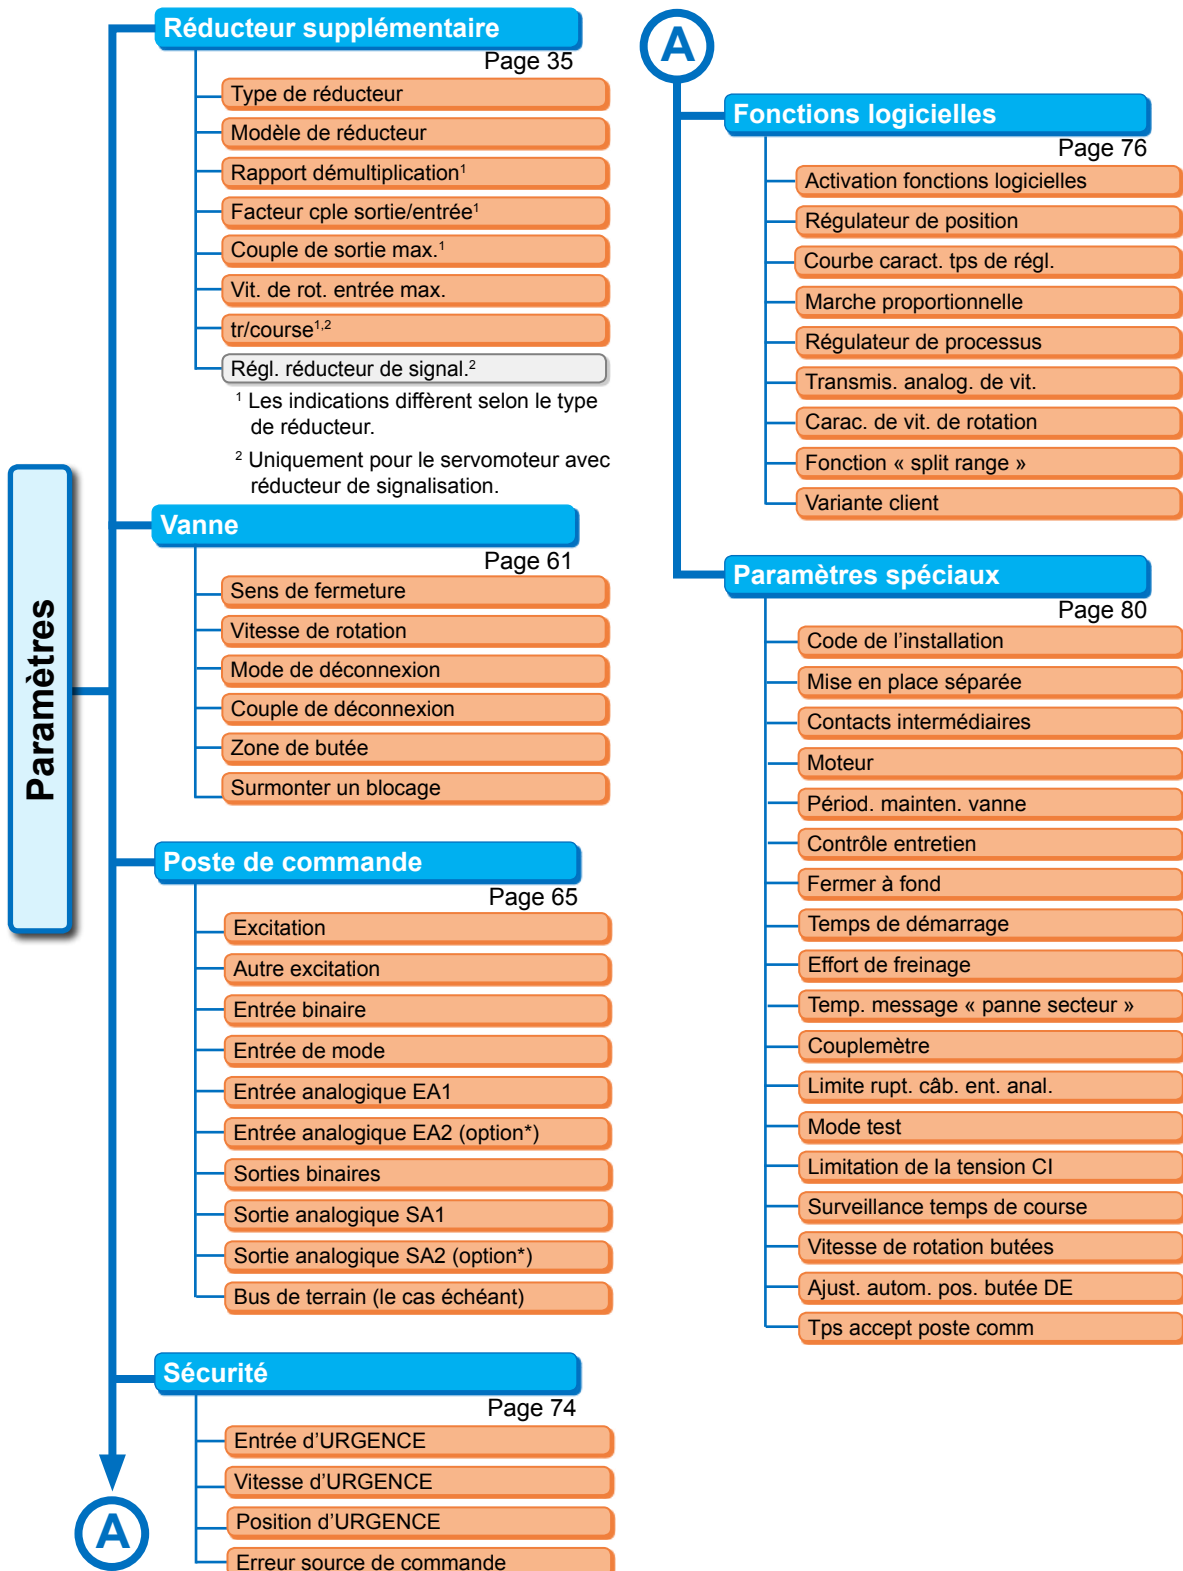 Paramètres
Réducteur supplémentaire
Page 35
Type de réducteur
Modèle de réducteur
Rapport démultiplication¹
Facteur cple sortie/entrée¹
Couple de sortie max.¹
Vit. de rot. entrée max.
tr/course¹,²
Régl. réducteur de signal.²
¹ Les indications diffèrent selon le type
de réducteur.
² Uniquement pour le servomoteur avec
réducteur de signalisation.
Vanne
Page 61
Sens de fermeture
Vitesse de rotation
Mode de déconnexion
Couple de déconnexion
Zone de butée
Surmonter un blocage
Poste de commande
Page 65
Excitation
Autre excitation
Entrée binaire
Entrée de mode
Entrée analogique EA1
Entrée analogique EA2 (option*)
Sorties binaires
Sortie analogique SA1
Sortie analogique SA2 (option*)
Bus de terrain (le cas échéant)
Sécurité
Page 74
Entrée d’URGENCE
Vitesse d’URGENCE
Position d’URGENCE
Erreur source de commande
A
A
Fonctions logicielles
Page 76
Activation fonctions logicielles
Régulateur de position
Courbe caract. tps de régl.
Marche proportionnelle
Régulateur de processus
Transmis. analog. de vit.
Carac. de vit. de rotation
Fonction « split range »
Variante client
Paramètres spéciaux
Page 80
Code de l’installation
Mise en place séparée
Contacts intermédiaires
Moteur
Périod. mainten. vanne
Contrôle entretien
Fermer à fond
Temps de démarrage
Effort de freinage
Temp. message « panne secteur »
Couplemètre
Limite rupt. câb. ent. anal.
Mode test
Limitation de la tension CI
Surveillance temps de course
Vitesse de rotation butées
Ajust. autom. pos. butée DE
Tps accept poste comm